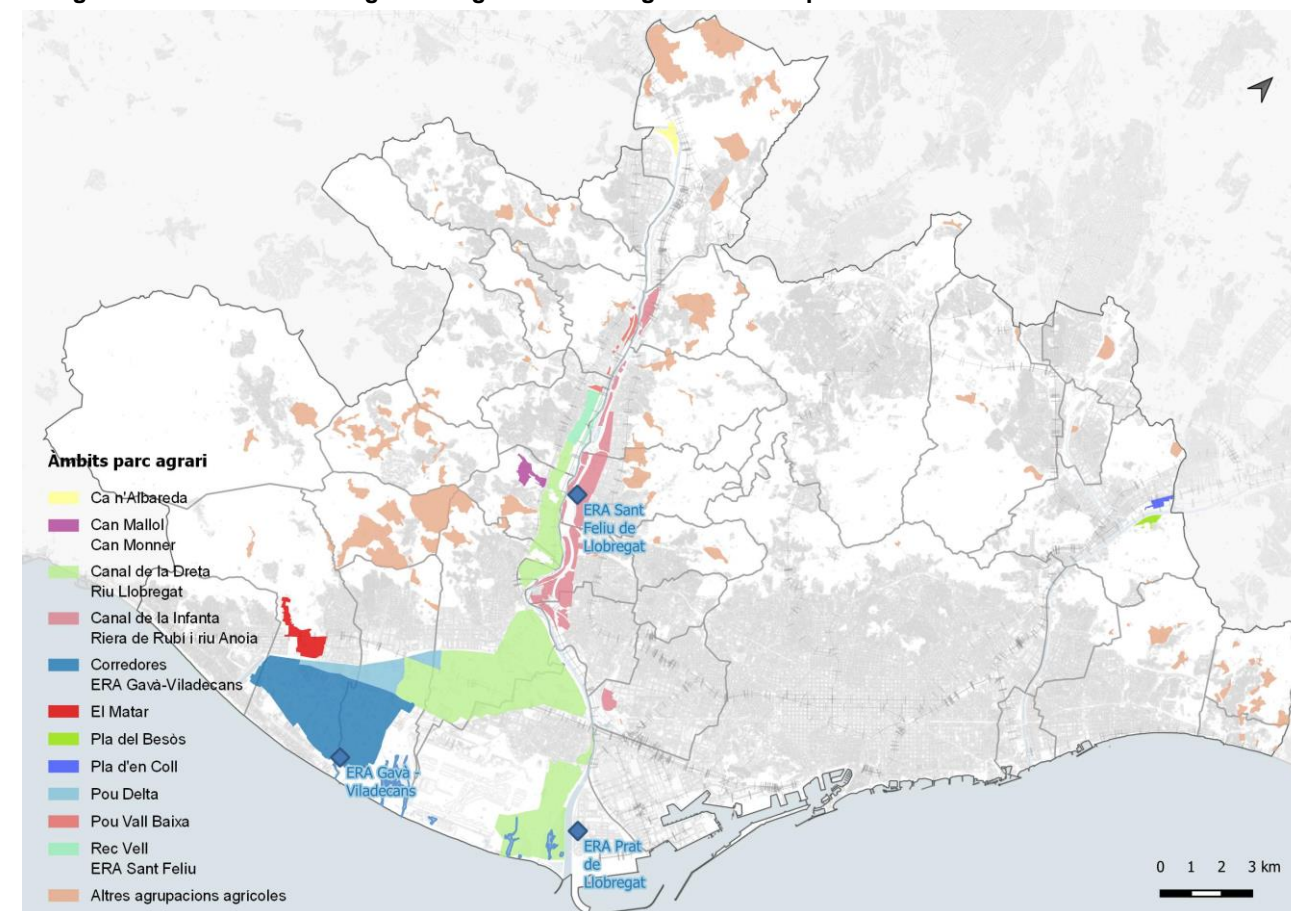 Àmbits parc agrari
Ca n'Albareda
Can Mallol
Can Monner
Canal de la Dreta
Riu Llobregat
Canal de la Infanta
Riera de Rubí i riu Anoia
Corredores
ERA Gavà-Viladecans
El Matar
Pla del Besòs
Pla d'en Coll
Pou Delta
Pou Vall Baixa
Rec Vell
ERA Sant Feliu
Altres agrupacions agricoles
ERA Sant
Feliu de
Llobregat
ERA Gavà -
Viladecans
ERA Prat
de
Llobregat
0 1 2 3 km